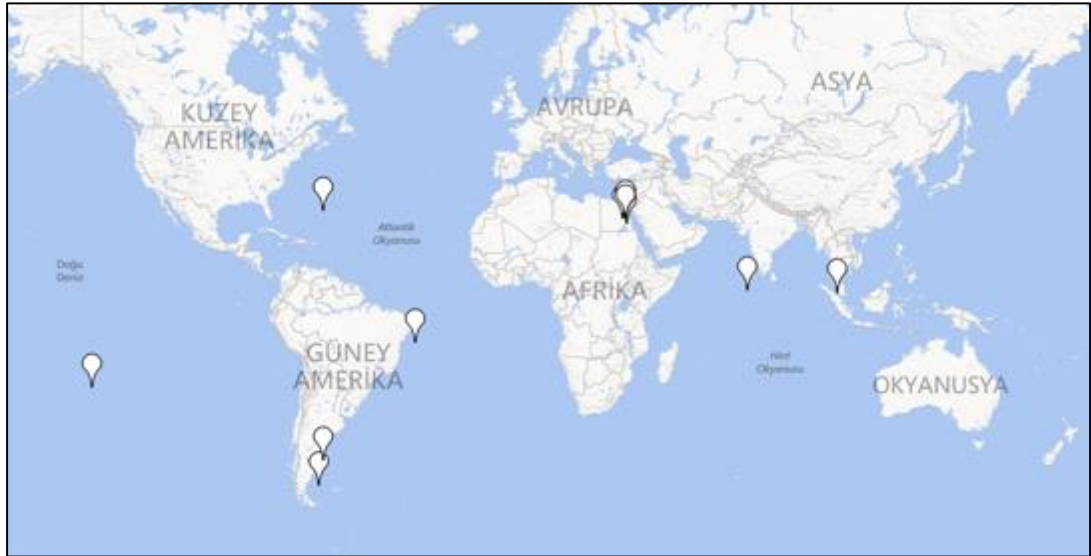 ASYA
KUZEY
AMERİKA
AVRUPA
Atlantik
Okyanusu
Doğu
Deniz
AFRİKA
GÜNEY
AMERİKA
Hint
Okyanusu
OKYANUSYA